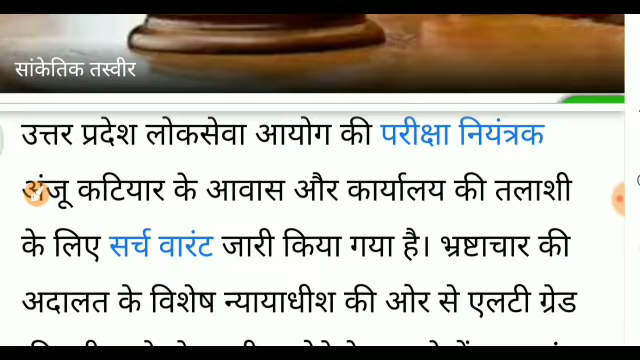 सांकेतिक तस्वीर
उत्तर प्रदेश लोकसेवा आयोग की परीक्षा नियंत्रक
अंजू कटियार के आवास और कार्यालय की तलाशी
के लिए सर्च वारंट जारी किया गया है। भ्रष्टाचार की
अदालत के विशेष न्यायाधीश की ओर से एलटी ग्रेड